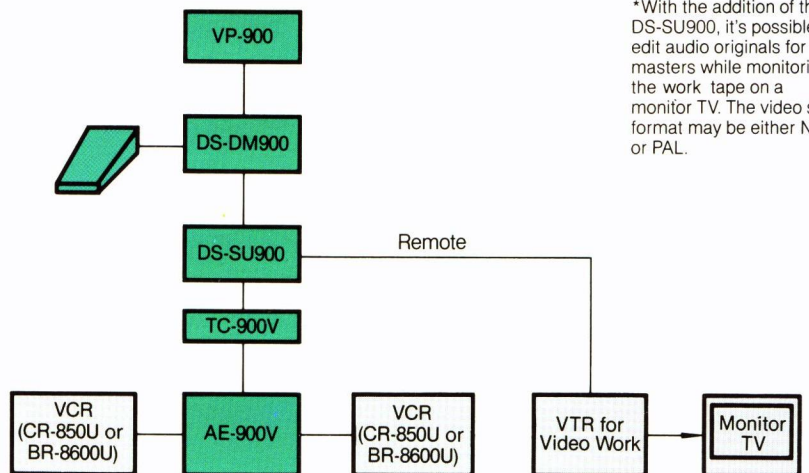 *With the addition of th
DS-SU900, it's possible
edit audio originals for
masters while monitori
the work tape on a
monitor TV. The video s
format may be either N
or PAL.
VP-900
DS-DM900
DS-SU900
Remote
TC-900V
VCR
(CR-850U or
BR-8600U)
AE-900V
VCR
(CR-850U or
BR-8600U)
VTR for
Video Work
Monitor
TV